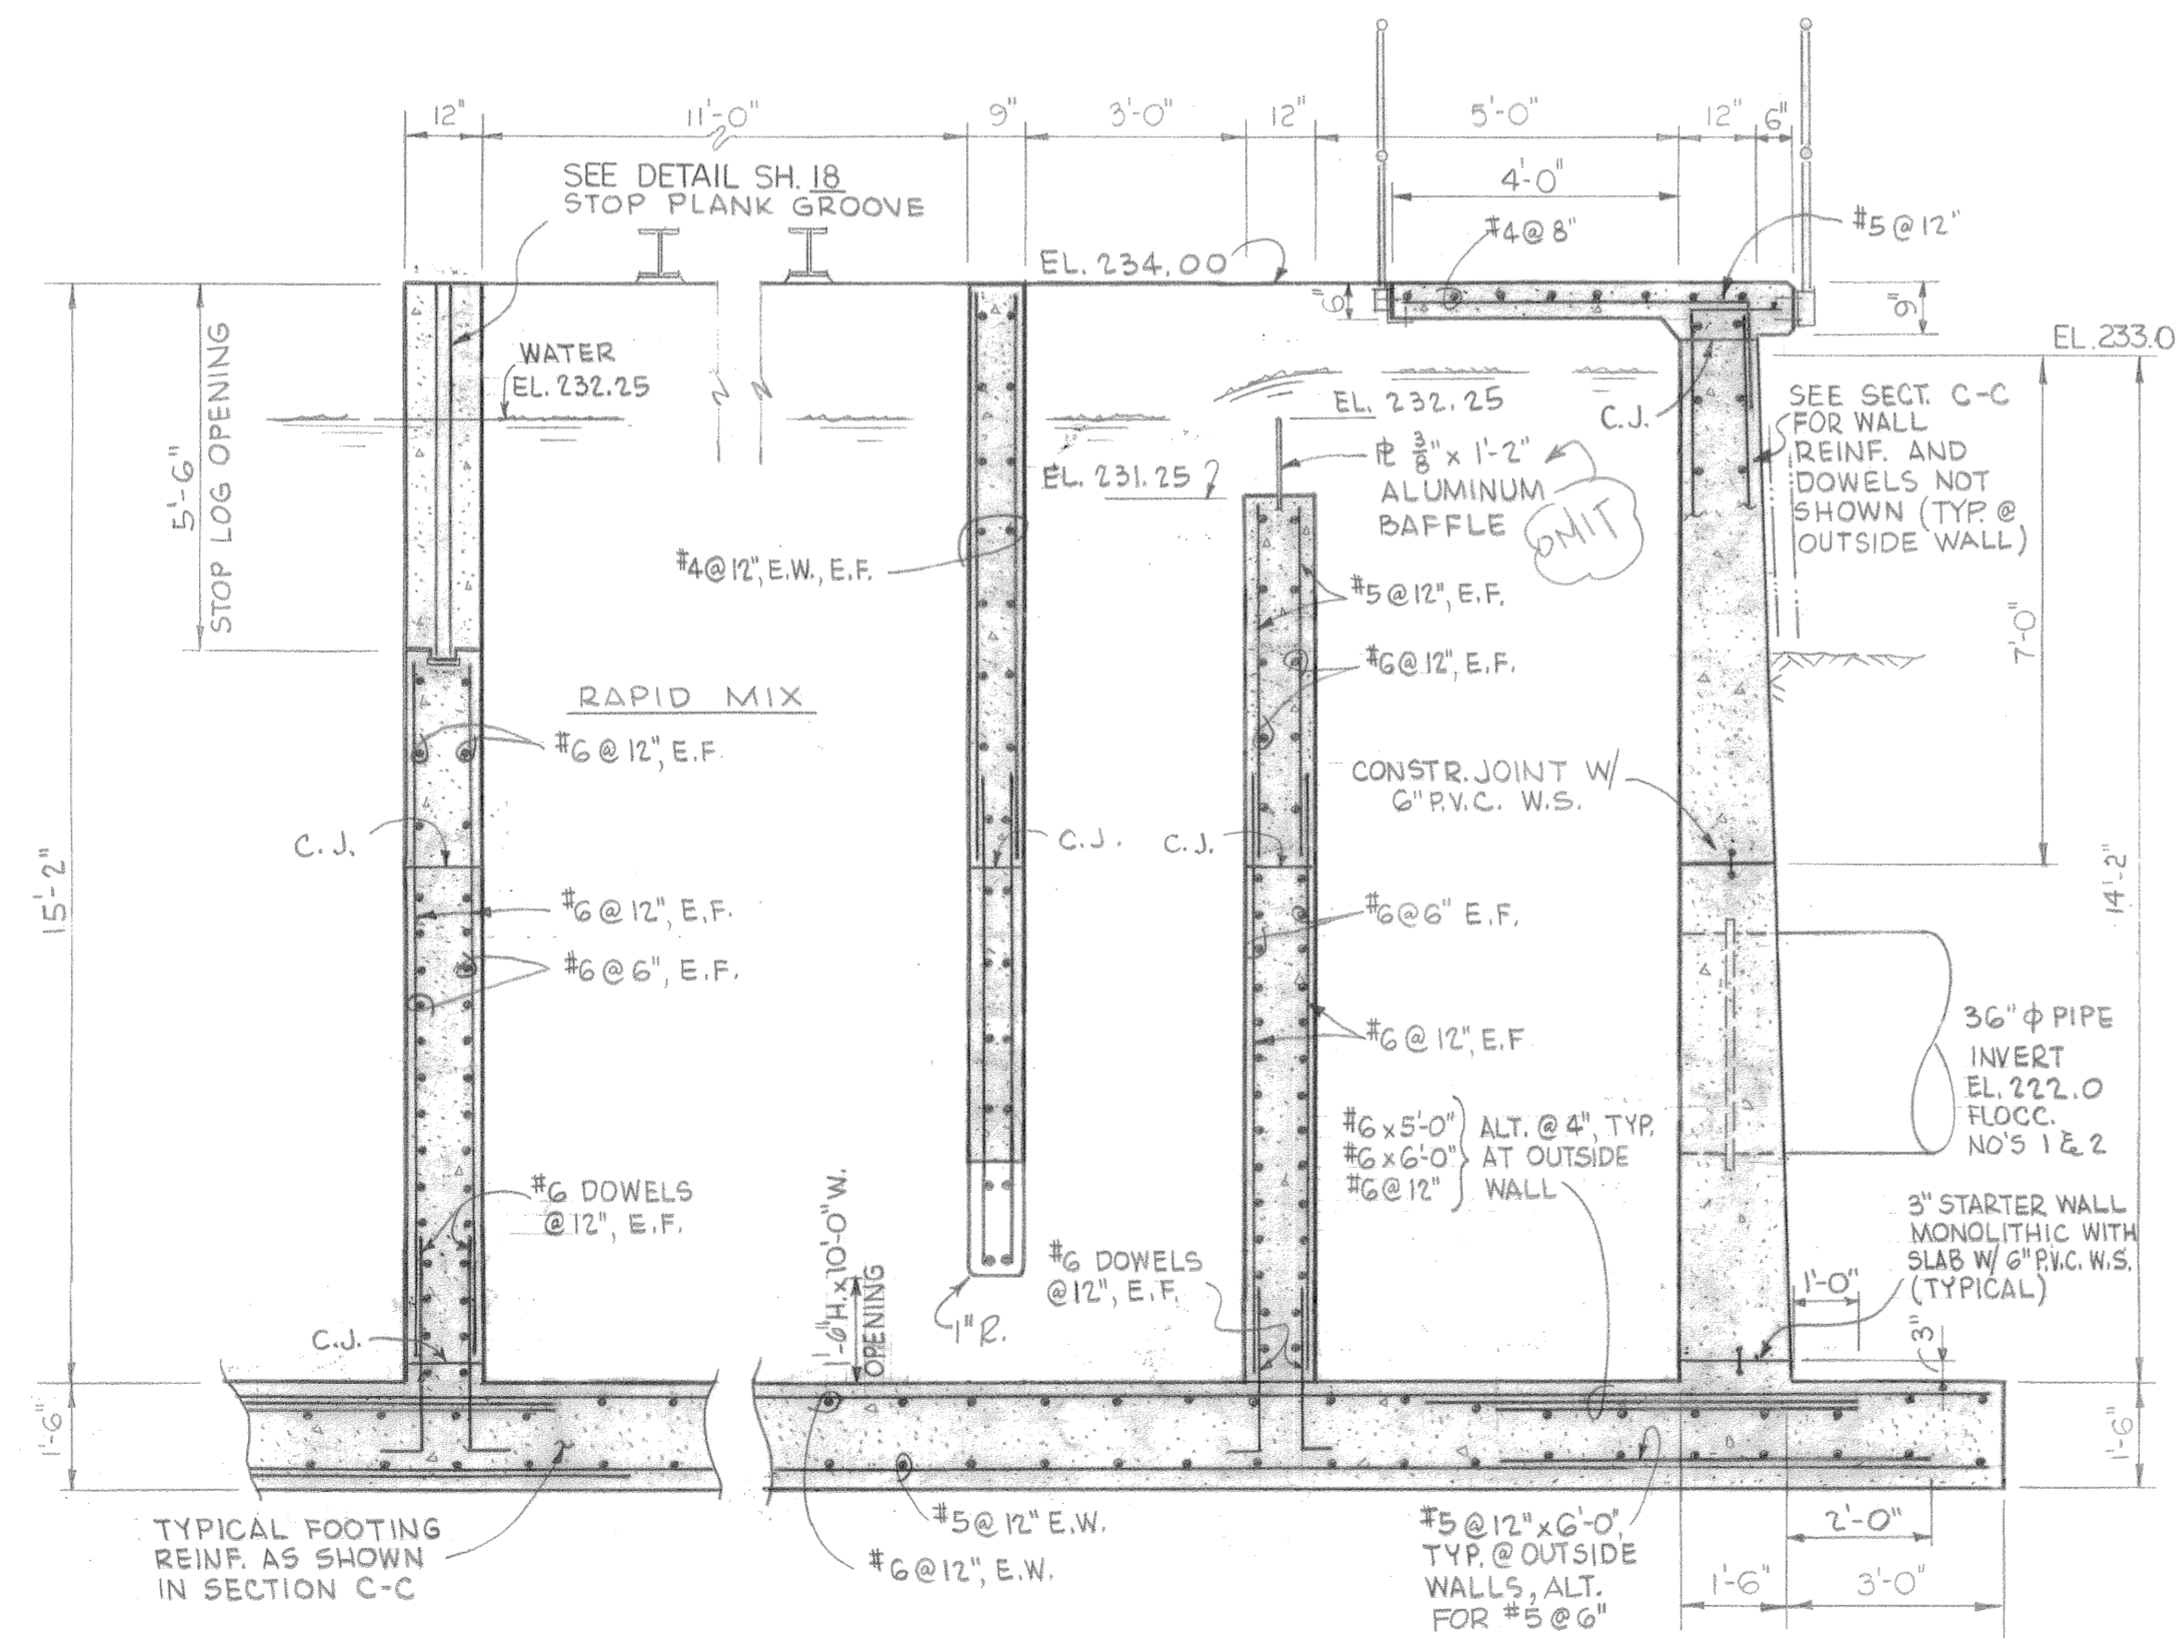 12"
11'-0"
9"
3'-0"
12"
5'-0"
12"
6"
4'-0"
SEE DETAIL SH. 18
STOP PLANK GROOVE
#4@8"
#5@12"
EL. 234.00
6"
9"
EL.233.0
WATER
EL. 232.25
EL. 232.25
C.J.
SEE SECT. C-C
FOR WALL
REINF. AND
DOWELS NOT
SHOWN (TYP. @
OUTSIDE WALL)
5'-6"
STOP LOG OPENING
EL. 231.25
℄ 3/8" x 1'-2"
ALUMINUM
BAFFLE
OMIT
#4@12", E.W., E.F.
#5@12", E.F.
#6@12", E.F.
7'-0"
RAPID MIX
#6@12", E.F.
CONSTR. JOINT W/
6" P.V.C. W.S.
C.J.
C.J.
C.J.
15'-2"
14'-2"
#6@12", E.F.
#6@6", E.F.
#6@6" E.F.
#6@12", E.F
36" ϕ PIPE
INVERT
EL. 222.0
FLOCC.
NO'S 1 & 2
#6x5'-0"
#6x6'-0"
#6@12"
ALT. @ 4", TYP.
AT OUTSIDE
WALL
#6 DOWELS
@12", E.F.
1'-6"H. x 10'-0"W.
OPENING
#6 DOWELS
@12", E.F.
3" STARTER WALL
MONOLITHIC WITH
SLAB W/ 6" P.V.C. W.S.
(TYPICAL)
1'-0"
3"
C.J.
1" R.
1'-6"
1'-6"
TYPICAL FOOTING
REINF. AS SHOWN
IN SECTION C-C
#5@12" E.W.
#6@12", E.W.
#5@12"x6'-0",
TYP. @ OUTSIDE
WALLS, ALT.
FOR #5@6"
2'-0"
1'-6"
3'-0"